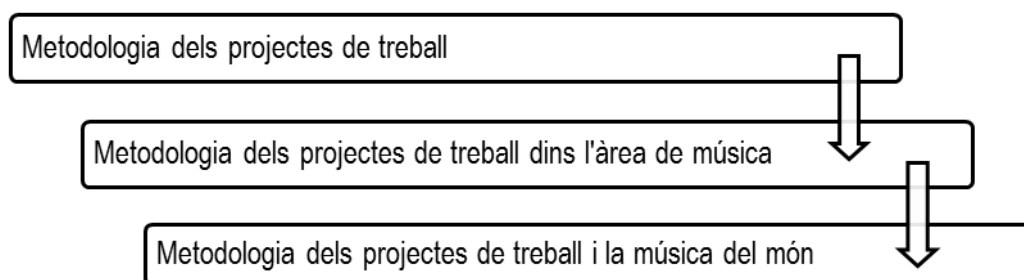 Metodologia dels projectes de treball
Metodologia dels projectes de treball dins l'àrea de música
Metodologia dels projectes de treball i la música del món